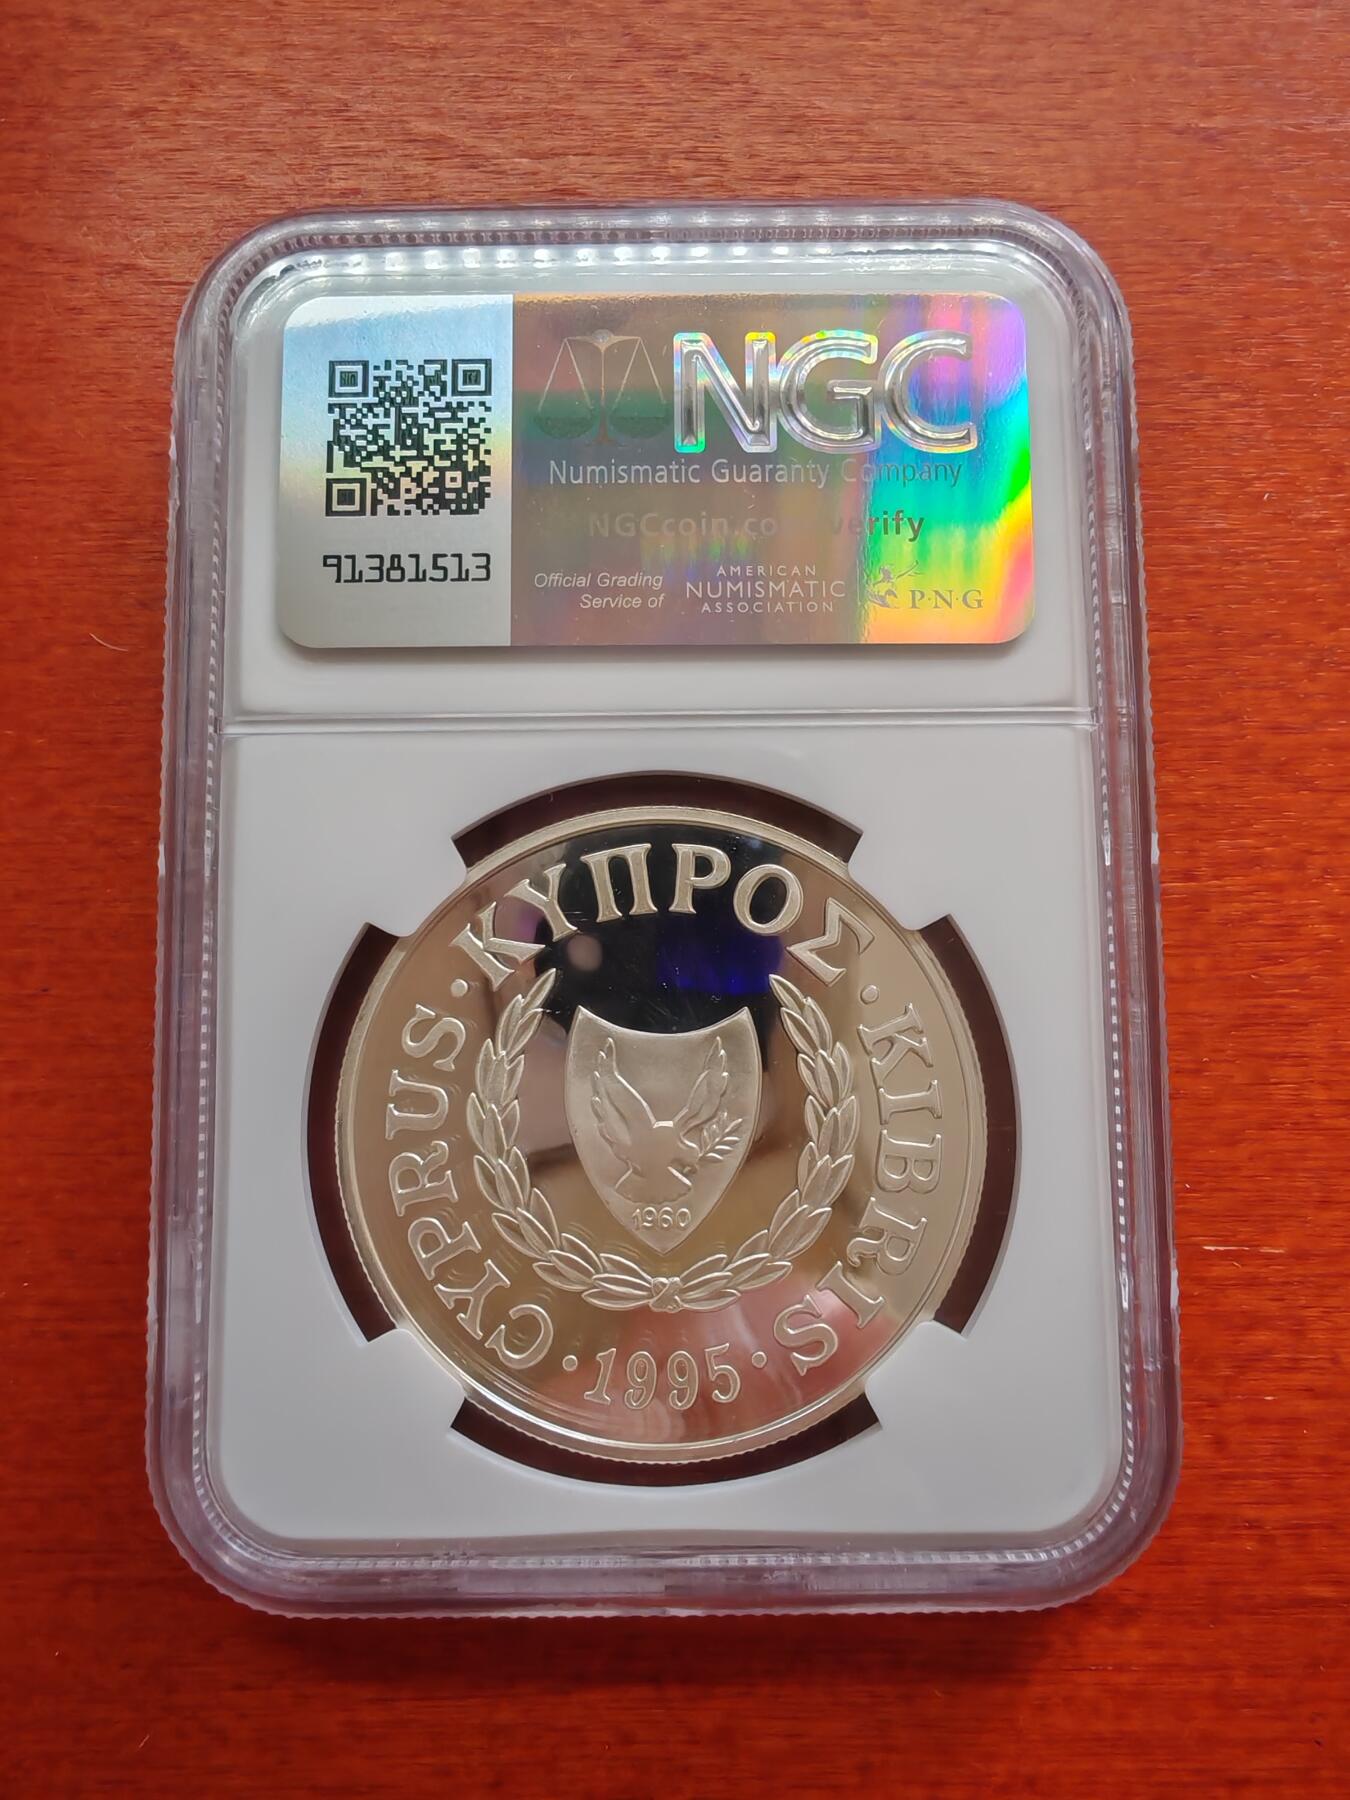 NGC
Numismatic Guaranty Company
NGCcoin.com/verify
91381513
Official Grading
Service of
AMERICAN
NUMISMATIC
ASSOCIATION
P·N·G
CYPRUS · ΚΥΠΡΟΣ · KIBRIS
1960
· 1995 ·